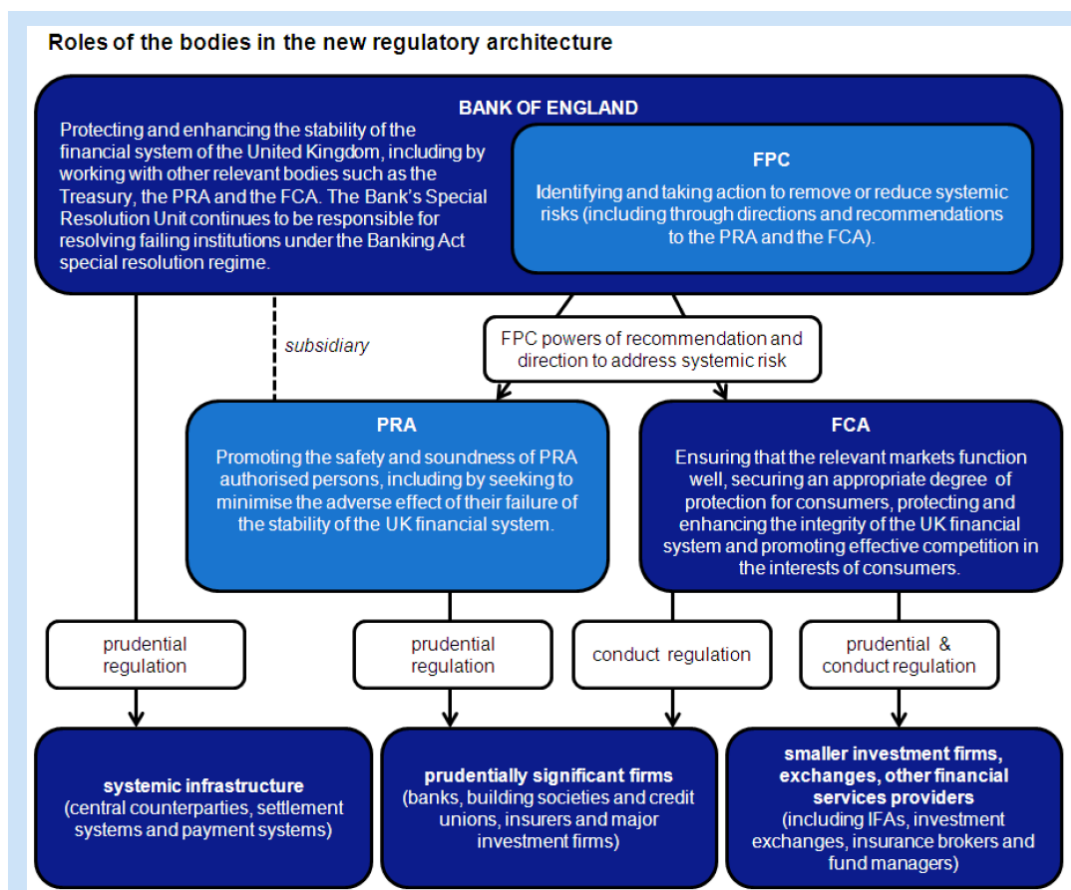 Roles of the bodies in the new regulatory architecture
BANK OF ENGLAND
Protecting and enhancing the stability of the
financial system of the United Kingdom, including by
working with other relevant bodies such as the
Treasury, the PRA and the FCA. The Bank's Special
Resolution Unit continues to be responsible for
resolving failing institutions under the Banking Act
special resolution regime.
FPC
Identifying and taking action to remove or reduce systemic
risks (including through directions and recommendations
to the PRA and the FCA).
subsidiary
FPC powers of recommendation and
direction to address systemic risk
PRA
Promoting the safety and soundness of PRA
authorised persons, including by seeking to
minimise the adverse effect of their failure of
the stability of the UK financial system.
FCA
Ensuring that the relevant markets function
well, securing an appropriate degree of
protection for consumers, protecting and
enhancing the integrity of the UK financial
system and promoting effective competition in
the interests of consumers.
prudential
regulation
prudential
regulation
conduct regulation
prudential &
conduct regulation
systemic infrastructure
(central counterparties, settlement
systems and payment systems)
prudentially significant firms
(banks, building societies and credit
unions, insurers and major
investment firms)
smaller investment firms,
exchanges, other financial
services providers
(including IFAs, investment
exchanges, insurance brokers and
fund managers)